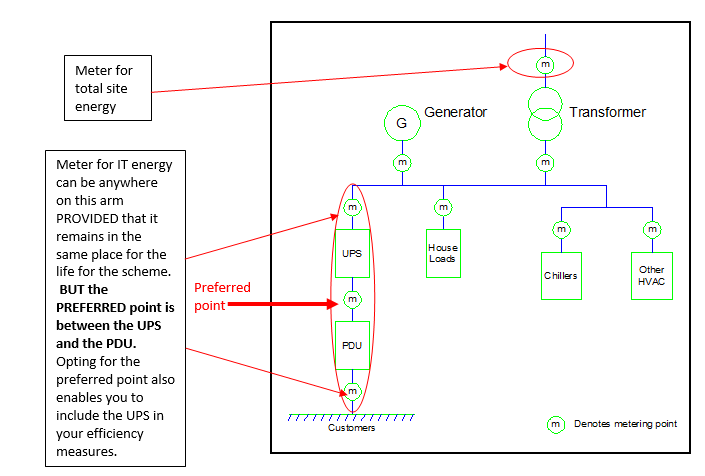 Meter for
total site
energy
m
Generator
Transformer
G
m
m
Meter for IT energy
can be anywhere
on this arm
PROVIDED that it
remains in the
same place for the
life for the scheme.
BUT the
PREFERRED point is
between the UPS
and the PDU.
Opting for the
preferred point also
enables you to
include the UPS in
your efficiency
measures.
Preferred
point
m
m
m
m
UPS
House
Loads
Chillers
Other
HVAC
m
PDU
m
Customers
m
Denotes metering point